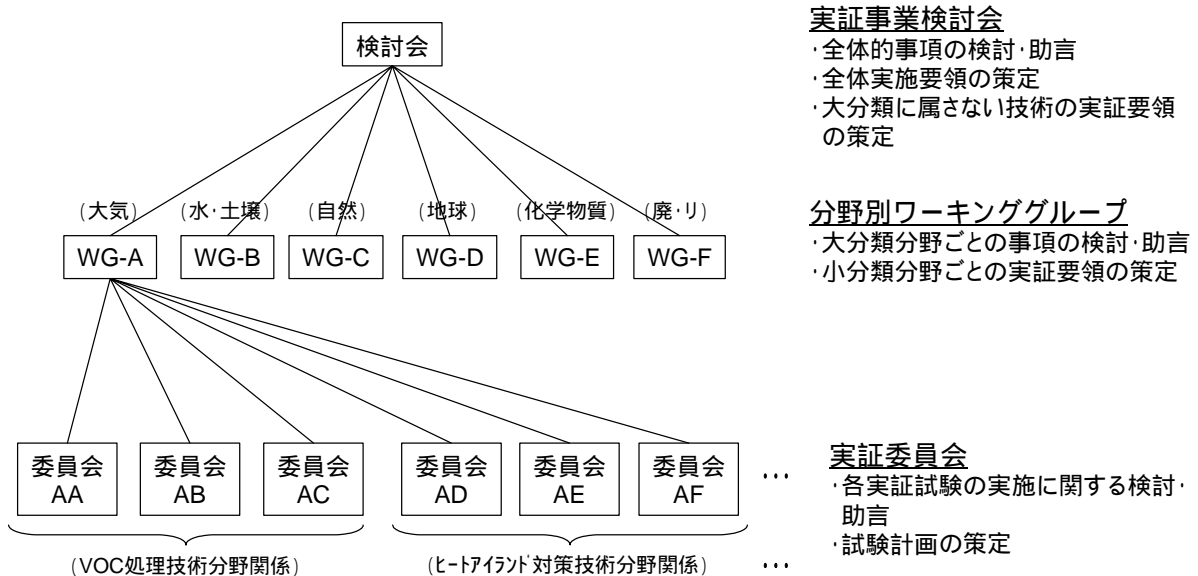 検討会
実証事業検討会
･全体的事項の検討･助言
･全体実施要領の策定
･大分類に属さない技術の実証要領
の策定
(大気) (水･土壌) (自然) (地球) (化学物質) (廃･リ)
WG-A WG-B WG-C WG-D WG-E WG-F
分野別ワーキンググループ
･大分類分野ごとの事項の検討･助言
･小分類分野ごとの実証要領の策定
委員会 委員会 委員会 委員会 委員会 委員会
AA AB AC AD AE AF …
実証委員会
･各実証試験の実施に関する検討･
助言
･試験計画の策定
(VOC処理技術分野関係) (ﾋｰﾄｱｲﾗﾝﾄﾞ対策技術分野関係) …